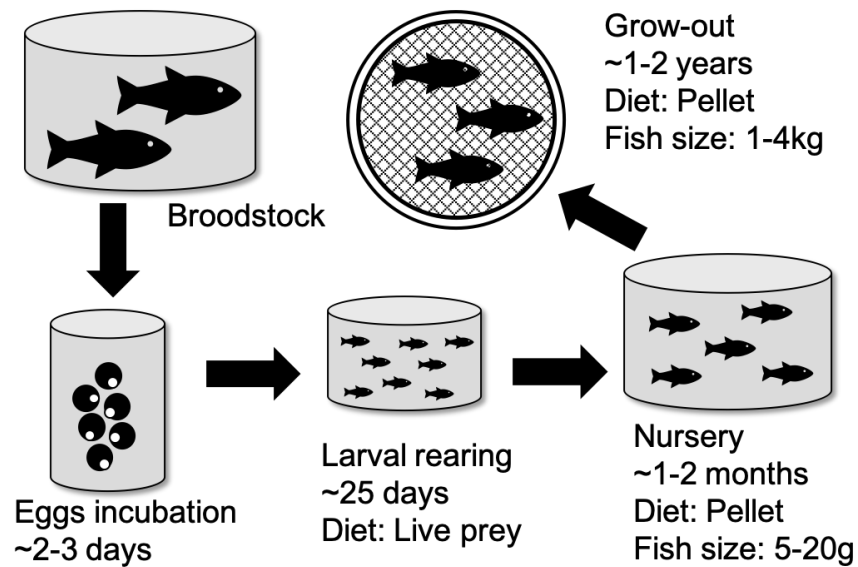 Broodstock
Eggs incubation
~2-3 days
Larval rearing
~25 days
Diet: Live prey
Nursery
~1-2 months
Diet: Pellet
Fish size: 5-20g
Grow-out
~1-2 years
Diet: Pellet
Fish size: 1-4kg